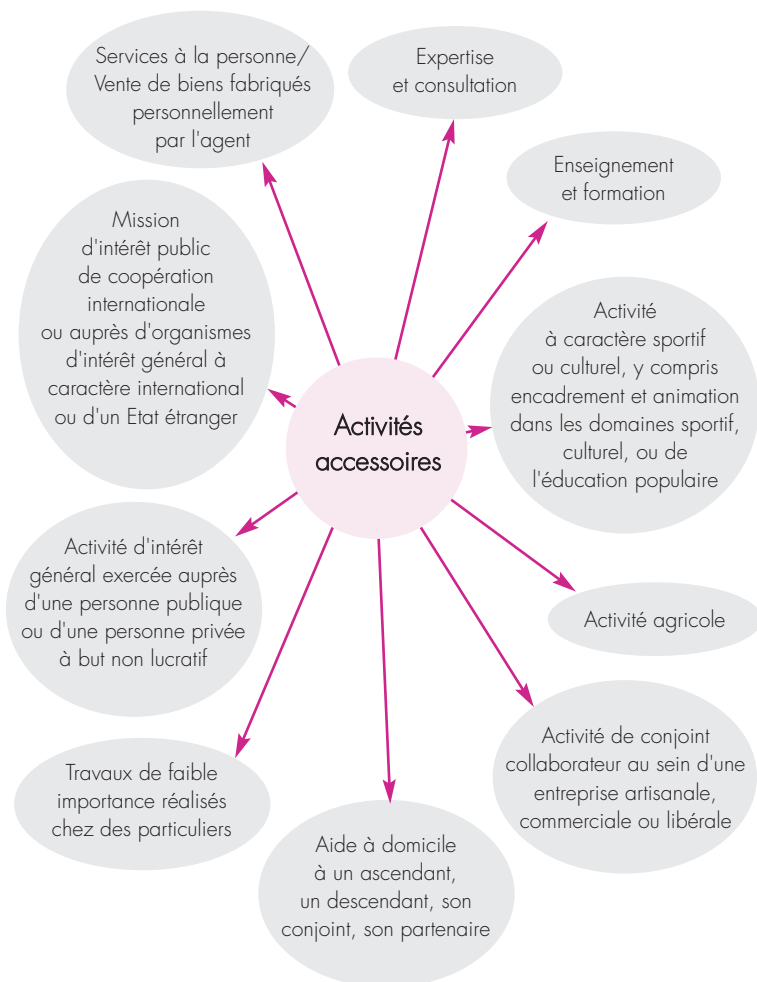 Services à la personne/
Vente de biens fabriqués
personnellement
par l'agent
Expertise
et consultation
Enseignement
et formation
Mission
d'intérêt public
de coopération
internationale
ou auprès d'organismes
d'intérêt général à
caractère international
ou d'un Etat étranger
Activité
à caractère sportif
ou culturel, y compris
encadrement et animation
dans les domaines sportif,
culturel, ou de
l'éducation populaire
Activités
accessoires
Activité d'intérêt
général exercée auprès
d'une personne publique
ou d'une personne privée
à but non lucratif
Activité agricole
Travaux de faible
importance réalisés
chez des particuliers
Activité de conjoint
collaborateur au sein d'une
entreprise artisanale,
commerciale ou libérale
Aide à domicile
à un ascendant,
un descendant, son
conjoint, son partenaire